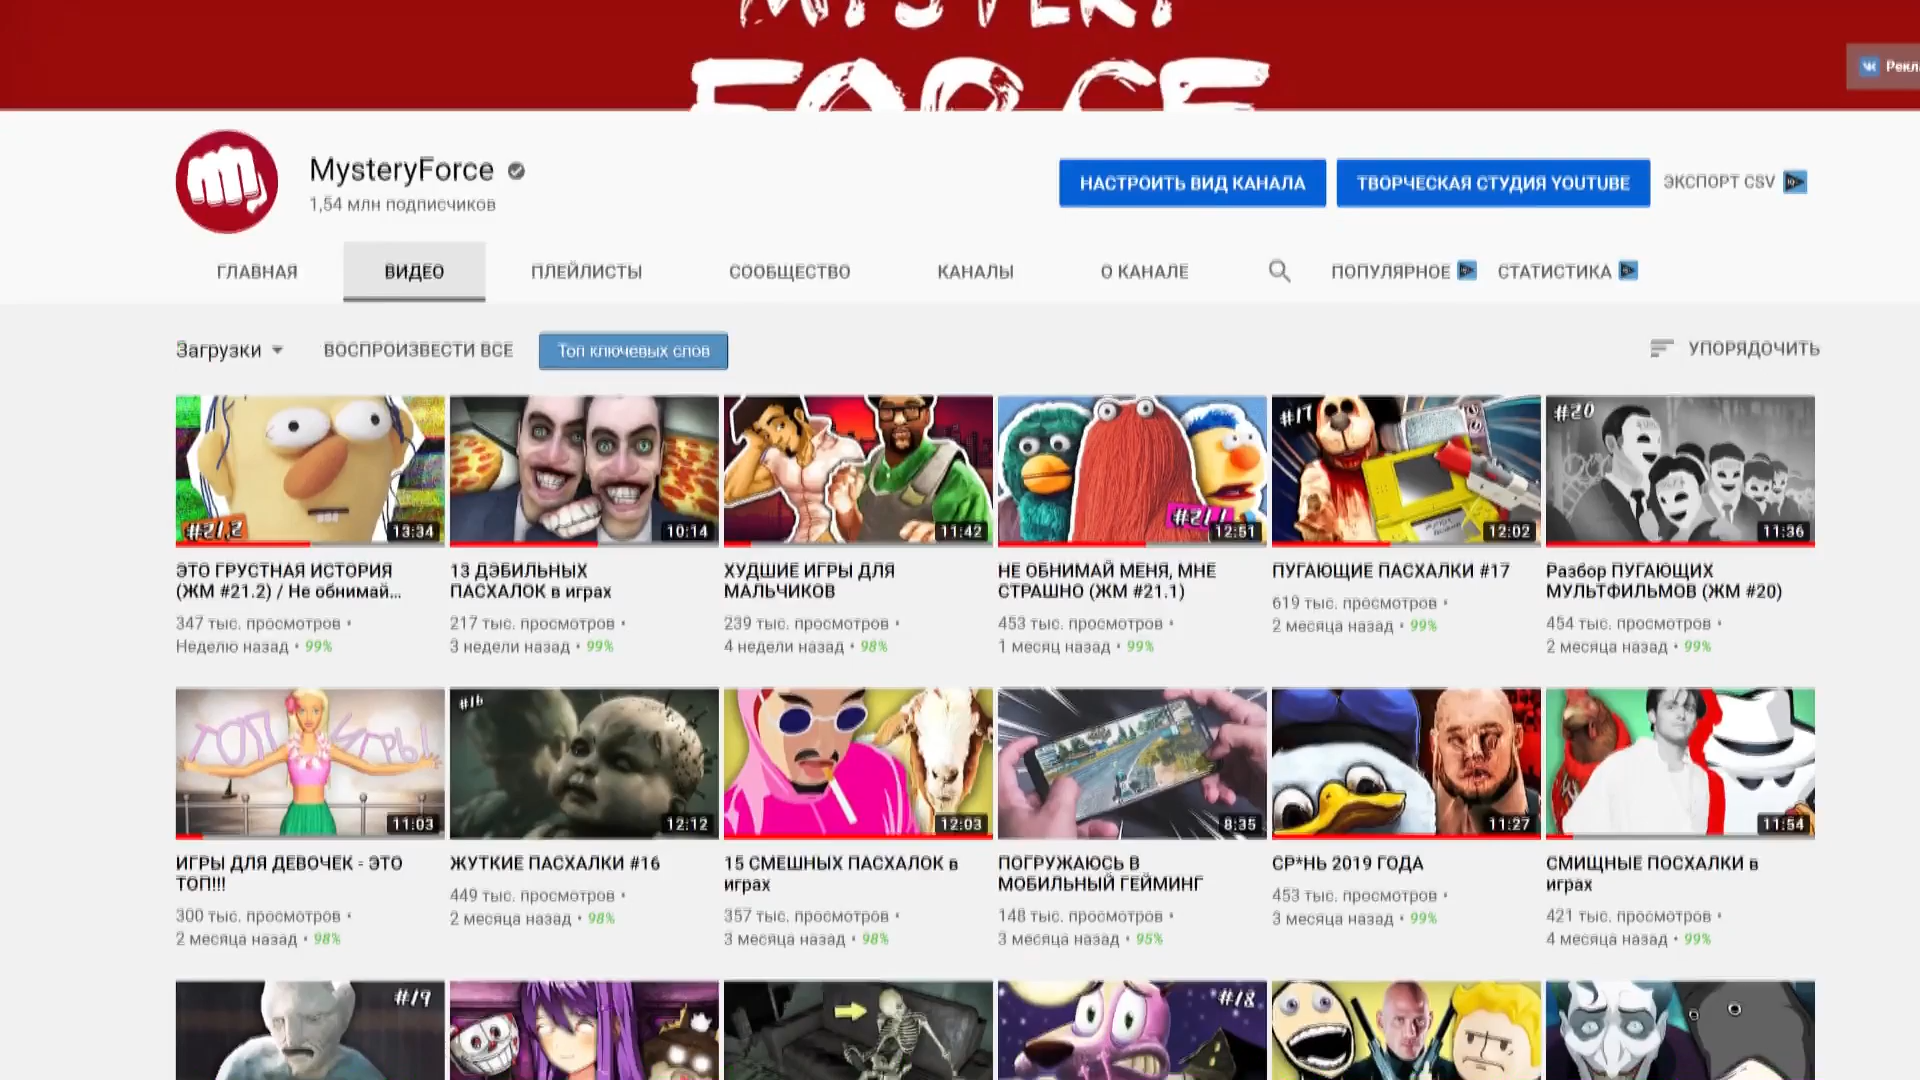 MYSTERY
FORCE
Рекла
MysteryForce
1,54 млн подписчиков
НАСТРОИТЬ ВИД КАНАЛА
ТВОРЧЕСКАЯ СТУДИЯ YOUTUBE
ЭКСПОРТ CSV
ГЛАВНАЯ
ВИДЕО
ПЛЕЙЛИСТЫ
СООБЩЕСТВО
КАНАЛЫ
О КАНАЛЕ
ПОПУЛЯРНОЕ
СТАТИСТИКА
Загрузки
ВОСПРОИЗВЕСТИ ВСЕ
Топ ключевых слов
УПОРЯДОЧИТЬ
#21,2
13:34
10:14
11:42
#21,1
12:51
#17
12:02
#20
11:36
ЭТО ГРУСТНАЯ ИСТОРИЯ
(ЖМ #21.2) / Не обнимай...
347 тыс. просмотров •
Неделю назад • 99%
13 ДЭБИЛЬНЫХ
ПАСХАЛОК в играх
217 тыс. просмотров •
3 недели назад • 99%
ХУДШИЕ ИГРЫ ДЛЯ
МАЛЬЧИКОВ
239 тыс. просмотров •
4 недели назад • 98%
НЕ ОБНИМАЙ МЕНЯ, МНЕ
СТРАШНО (ЖМ #21.1)
453 тыс. просмотров •
1 месяц назад • 99%
ПУГАЮЩИЕ ПАСХАЛКИ #17
619 тыс. просмотров •
2 месяца назад • 99%
Разбор ПУГАЮЩИХ
МУЛЬТФИЛЬМОВ (ЖМ #20)
454 тыс. просмотров •
2 месяца назад • 99%
ТОП ИГРЫ
11:03
#16
12:12
12:03
8:35
11:27
11:54
ИГРЫ ДЛЯ ДЕВОЧЕК - ЭТО
ТОП!!!
300 тыс. просмотров •
2 месяца назад • 98%
ЖУТКИЕ ПАСХАЛКИ #16
449 тыс. просмотров •
2 месяца назад • 98%
15 СМЕШНЫХ ПАСХАЛОК в
играх
357 тыс. просмотров •
3 месяца назад • 98%
ПОГРУЖАЮСЬ В
МОБИЛЬНЫЙ ГЕЙМИНГ
148 тыс. просмотров •
3 месяца назад • 95%
СР*НЬ 2019 ГОДА
453 тыс. просмотров •
3 месяца назад • 99%
СМИЩНЫЕ ПОСХАЛКИ в
играх
421 тыс. просмотров •
4 месяца назад • 99%
#19
#18